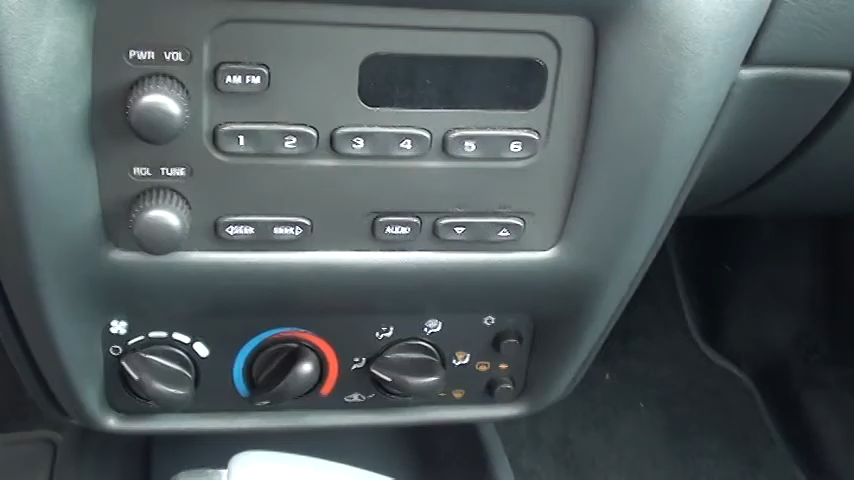 PWR VOL
AM FM
1 2 3 4 5 6
RCL TUNE
SEEK SEEK
AUDIO